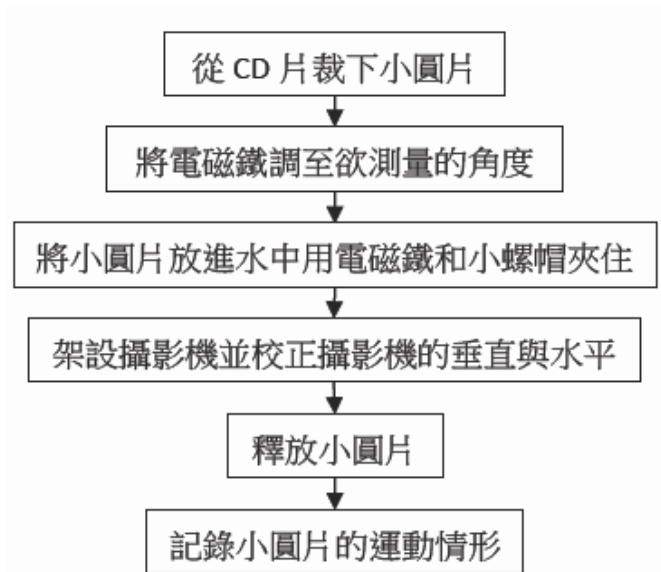 從 CD 片裁下小圓片
將電磁鐵調至欲測量的角度
將小圓片放進水中用電磁鐵和小螺帽夾住
架設攝影機並校正攝影機的垂直與水平
釋放小圓片
記錄小圓片的運動情形